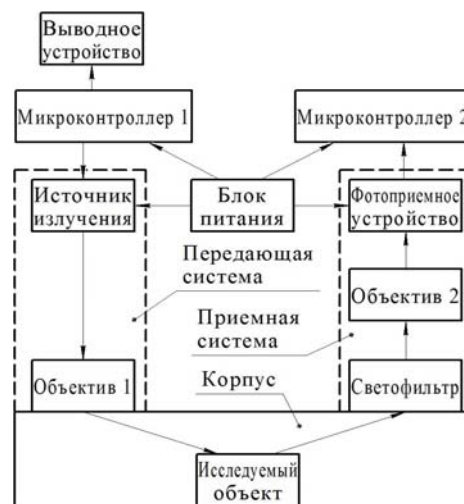 Выводное
устройство
Микроконтроллер 1
Микроконтроллер 2
Источник
излучения
Блок
питания
Фотоприемное
устройство
Передающая
система
Объектив 2
Приемная
система
Объектив 1
Корпус
Светофильтр
Исследуемый
объект